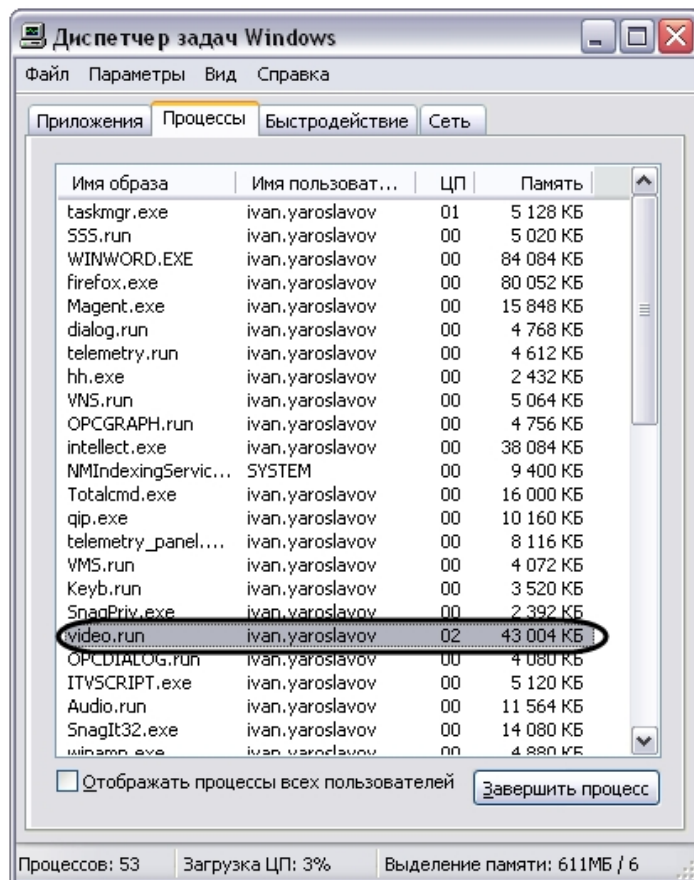 Диспетчер задач Windows
Файл Параметры Вид Справка
Приложения Процессы Быстродействие Сеть
Имя образа Имя пользоват... ЦП Память
taskmgr.exe ivan.yaroslavov 01 5 128 КБ
SSS.run ivan.yaroslavov 00 5 020 КБ
WINWORD.EXE ivan.yaroslavov 00 84 084 КБ
firefox.exe ivan.yaroslavov 00 80 052 КБ
Magent.exe ivan.yaroslavov 00 15 848 КБ
dialog.run ivan.yaroslavov 00 4 768 КБ
telemetry.run ivan.yaroslavov 00 4 612 КБ
hh.exe ivan.yaroslavov 00 2 432 КБ
VNS.run ivan.yaroslavov 00 5 064 КБ
OPCGRAPH.run ivan.yaroslavov 00 4 756 КБ
intellect.exe ivan.yaroslavov 00 38 084 КБ
NMIndexingServic... SYSTEM 00 9 400 КБ
Totalcmd.exe ivan.yaroslavov 00 16 000 КБ
qip.exe ivan.yaroslavov 00 10 160 КБ
telemetry_panel.... ivan.yaroslavov 00 8 116 КБ
VMS.run ivan.yaroslavov 00 4 072 КБ
Keyb.run ivan.yaroslavov 00 3 520 КБ
SnagPriv.exe ivan.yaroslavov 00 2 392 КБ
video.run ivan.yaroslavov 02 43 004 КБ
OPCDIALOG.run ivan.yaroslavov 00 4 080 КБ
ITVSCRIPT.exe ivan.yaroslavov 00 5 120 КБ
Audio.run ivan.yaroslavov 00 11 564 КБ
SnagIt32.exe ivan.yaroslavov 00 14 080 КБ
winamp.exe ivan.yaroslavov 00 4 880 КБ
Отображать процессы всех пользователей Завершить процесс
Процессов: 53 Загрузка ЦП: 3% Выделение памяти: 611МБ / 6